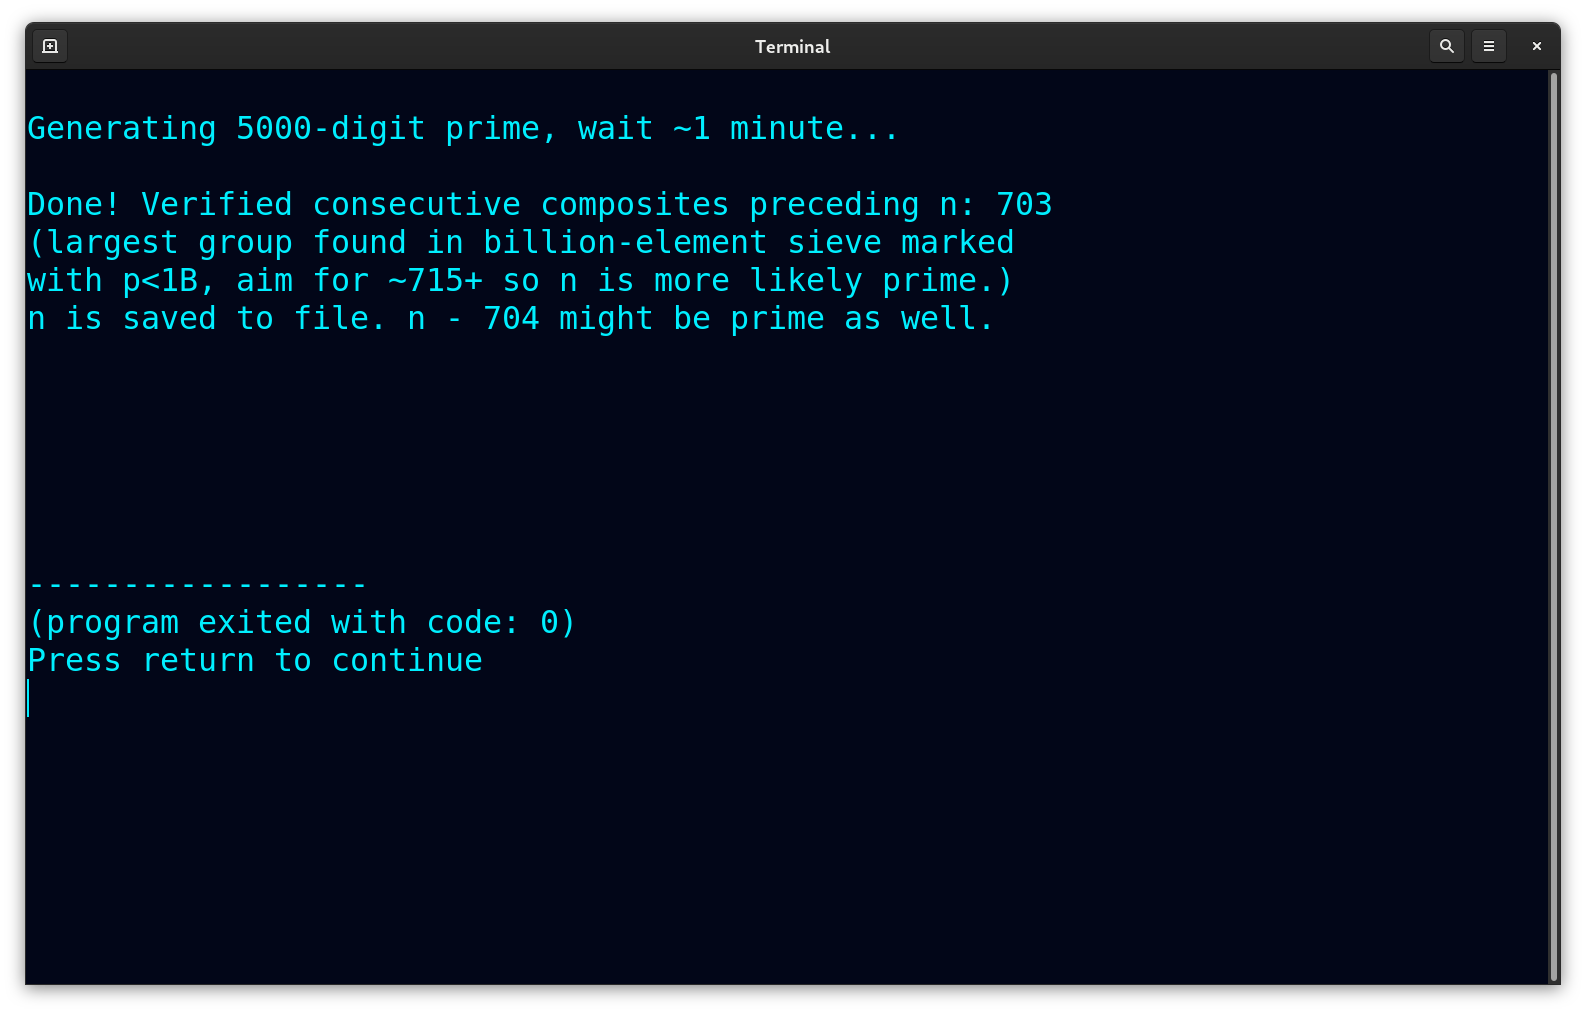 Terminal
Generating 5000-digit prime, wait ~1 minute...
Done! Verified consecutive composites preceding n: 703
(largest group found in billion-element sieve marked
with p<1B, aim for ~715+ so n is more likely prime.)
n is saved to file. n - 704 might be prime as well.
------------------
(program exited with code: 0)
Press return to continue